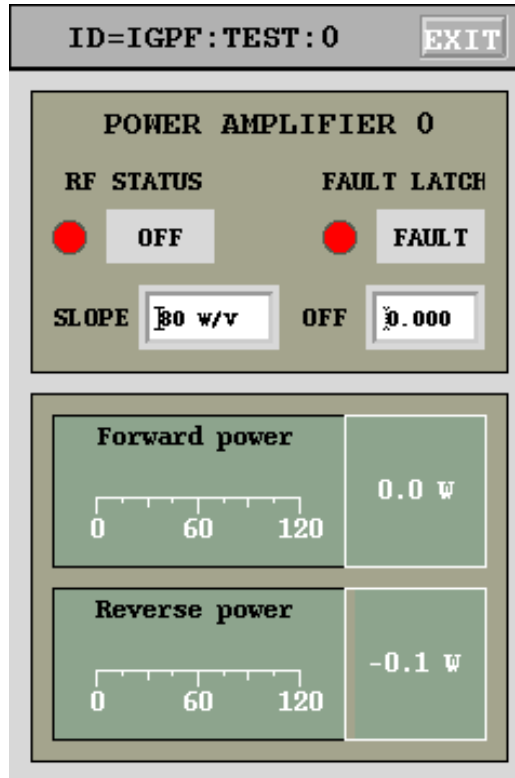 ID=IGPF:TEST:0 EXIT
POWER AMPLIFIER 0
RF STATUS FAULT LATCH
OFF FAULT
SLOPE 80 w/v OFF 0.000
Forward power
0.0 W
0 60 120
Reverse power
-0.1 W
0 60 120